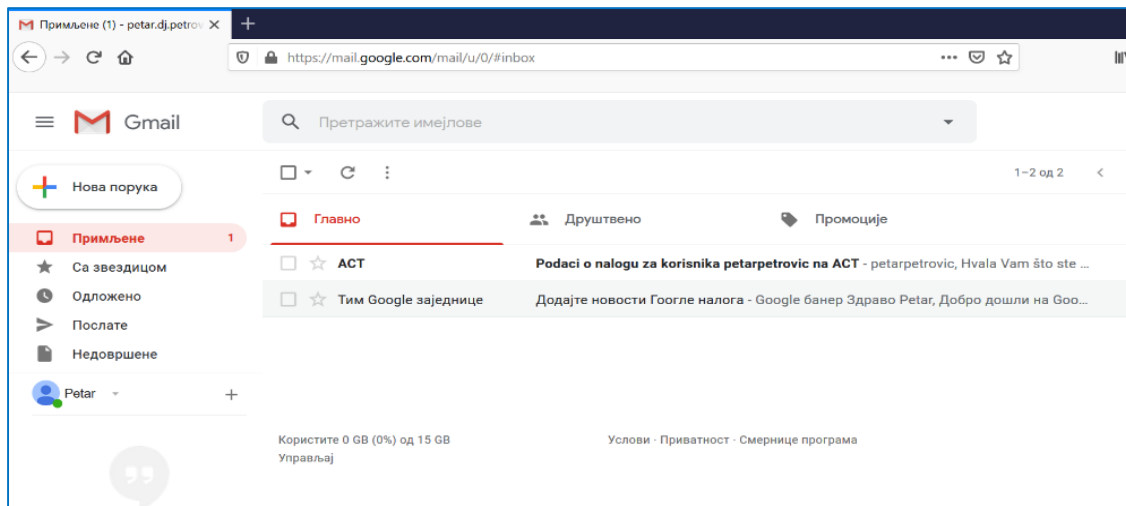 Примљене (1) - petar.dj.petrov
https://mail.google.com/mail/u/0/#inbox
Gmail
Претражите имејлове
Нова порука
1–2 од 2
Главно
Друштвено
Промоције
Примљене 1
Са звездицом
Одложено
Послате
Недовршене
АСТ Podaci o nalogu za korisnika petarpetrovic na ACT - petarpetrovic, Hvala Vam što ste ...
Тим Google заједнице Додајте новости Гоогле налога - Google банер Здраво Petar, Добро дошли на Goo...
Petar
Користите 0 GB (0%) од 15 GB
Управљај
Услови · Приватност · Смернице програма